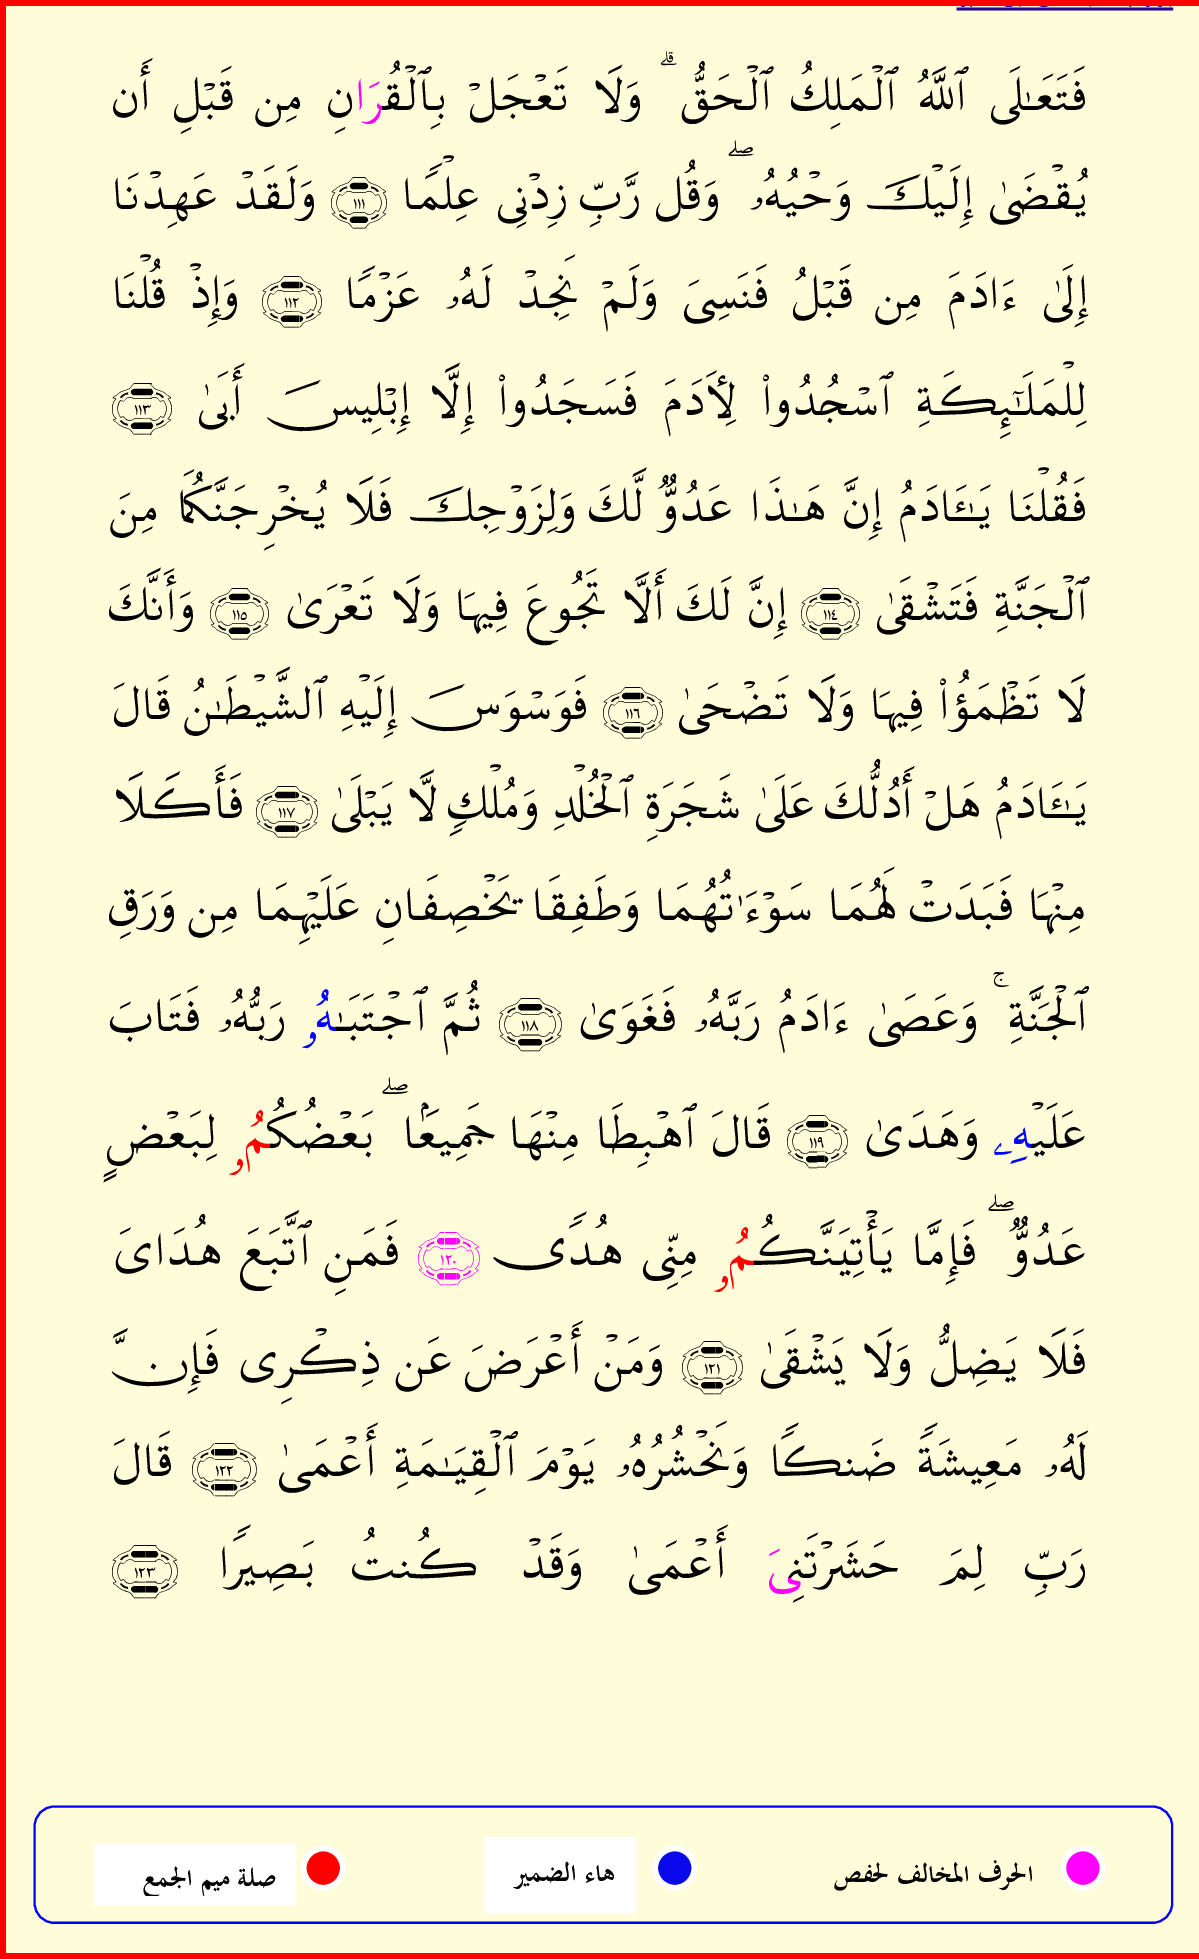 فَتَعَـٰلَى ٱللَّهُ ٱلْمَلِكُ ٱلْحَقُّ ۗ وَلَا تَعْجَلْ بِٱلْقُرَانِ مِن قَبْلِ أَن
يُقْضَىٰ إِلَيْكَ وَحْيُهُۥ ۖ وَقُل رَّبِّ زِدْنِى عِلْمًا ١١١ وَلَقَدْ عَهِدْنَا
إِلَىٰ ءَادَمَ مِن قَبْلُ فَنَسِىَ وَلَمْ نَجِدْ لَهُۥ عَزْمًا ١١٢ وَإِذْ قُلْنَا
لِلْمَلَـٰٓئِكَةِ ٱسْجُدُوا۟ لِأَدَمَ فَسَجَدُوا۟ إِلَّا إِبْلِيسَ أَبَىٰ ١١٣
فَقُلْنَا يَـٰٓـَٔادَمُ إِنَّ هَـٰذَا عَدُوٌّ لَّكَ وَلِزَوْجِكَ فَلَا يُخْرِجَنَّكُمَا مِنَ
ٱلْجَنَّةِ فَتَشْقَىٰ ١١٤ إِنَّ لَكَ أَلَّا تَجُوعَ فِيهَا وَلَا تَعْرَىٰ ١١٥ وَأَنَّكَ
لَا تَظْمَؤُا۟ فِيهَا وَلَا تَضْحَىٰ ١١٦ فَوَسْوَسَ إِلَيْهِ ٱلشَّيْطَـٰنُ قَالَ
يَـٰٓـَٔادَمُ هَلْ أَدُلُّكَ عَلَىٰ شَجَرَةِ ٱلْخُلْدِ وَمُلْكٍ لَّا يَبْلَىٰ ١١٧ فَأَكَلَا
مِنْهَا فَبَدَتْ لَهُمَا سَوْءَٰتُهُمَا وَطَفِقَا يَخْصِفَانِ عَلَيْهِمَا مِن وَرَقِ
ٱلْجَنَّةِ ۚ وَعَصَىٰ ءَادَمُ رَبَّهُۥ فَغَوَىٰ ١١٨ ثُمَّ ٱجْتَبَـٰهُۥ رَبُّهُۥ فَتَابَ
عَلَيْهِۦ وَهَدَىٰ ١١٩ قَالَ ٱهْبِطَا مِنْهَا جَمِيعًۢا ۖ بَعْضُكُمُۥ لِبَعْضٍ
عَدُوٌّ ۖ فَإِمَّا يَأْتِيَنَّكُمُۥ مِنِّى هُدًى ١٢٠ فَمَنِ ٱتَّبَعَ هُدَاىَ
فَلَا يَضِلُّ وَلَا يَشْقَىٰ ١٢١ وَمَنْ أَعْرَضَ عَن ذِكْرِى فَإِنَّ
لَهُۥ مَعِيشَةً ضَنكًا وَنَحْشُرُهُۥ يَوْمَ ٱلْقِيَـٰمَةِ أَعْمَىٰ ١٢٢ قَالَ
رَبِّ لِمَ حَشَرْتَنِىَ أَعْمَىٰ وَقَدْ كُنتُ بَصِيرًا ١٢٣
الحرف المخالف لحفص
هاء الضمير
صلة ميم الجمع